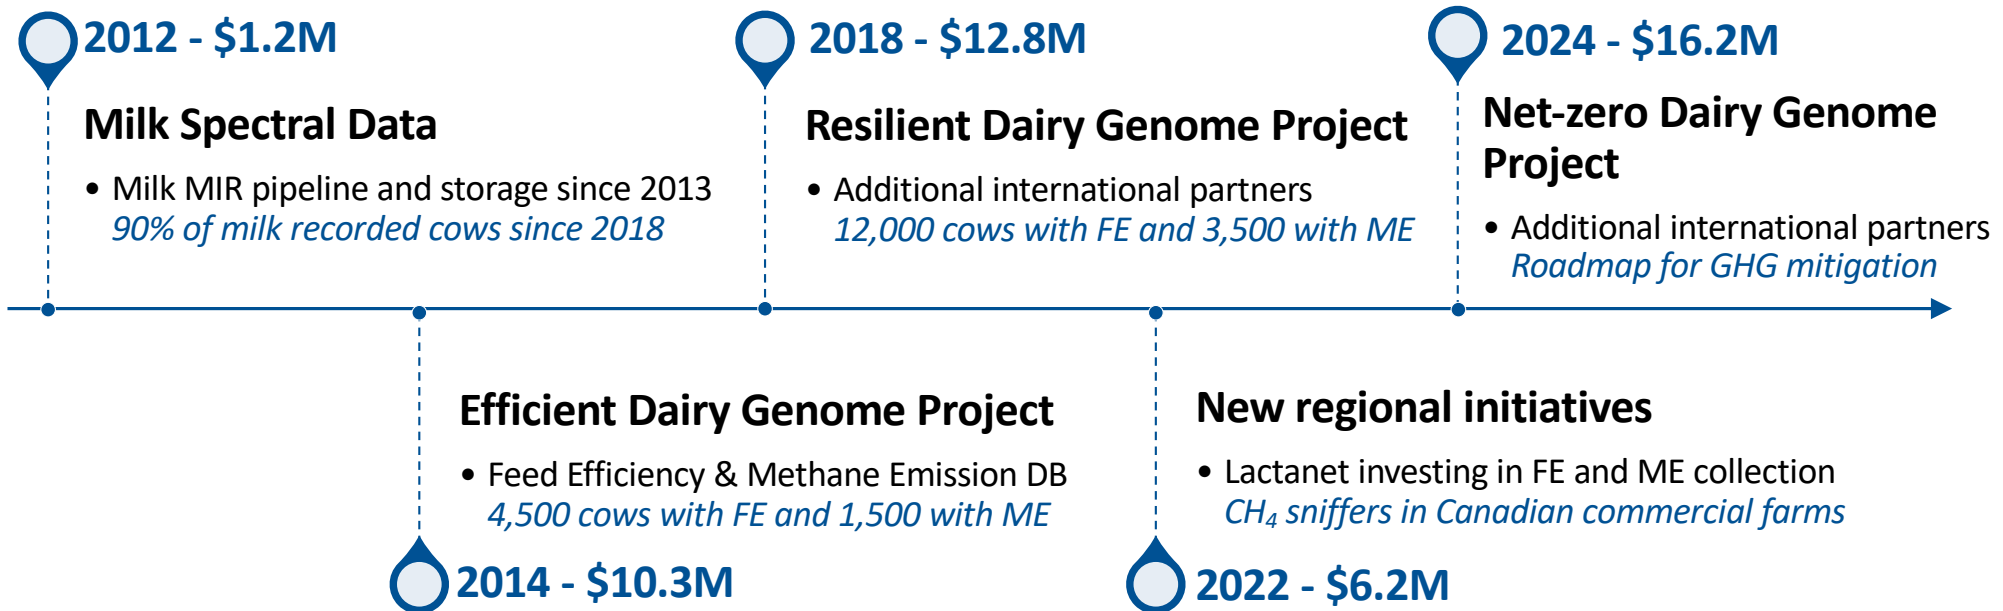 2012 - $1.2M
Milk Spectral Data
• Milk MIR pipeline and storage since 2013
90% of milk recorded cows since 2018
2014 - $10.3M
Efficient Dairy Genome Project
• Feed Efficiency & Methane Emission DB
4,500 cows with FE and 1,500 with ME
2018 - $12.8M
Resilient Dairy Genome Project
• Additional international partners
12,000 cows with FE and 3,500 with ME
2022 - $6.2M
New regional initiatives
• Lactanet investing in FE and ME collection
CH₄ sniffers in Canadian commercial farms
2024 - $16.2M
Net-zero Dairy Genome
Project
• Additional international partners
Roadmap for GHG mitigation